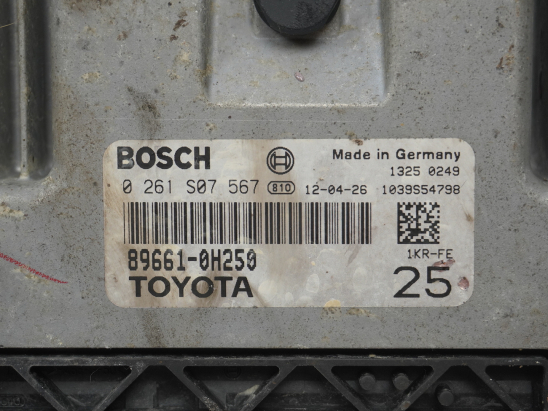 BOSCH Made in Germany
1325 0249
0 261 S07 567 810 12-04-26 1039S54798
89661-0H250 1KR-FE
TOYOTA 25